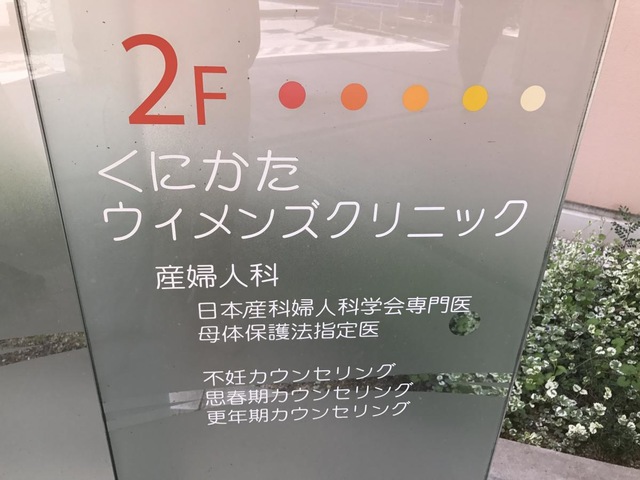 2F
くにかた
ウィメンズクリニック
産婦人科
日本産科婦人科学会専門医
母体保護法指定医
不妊カウンセリング
思春期カウンセリング
更年期カウンセリング